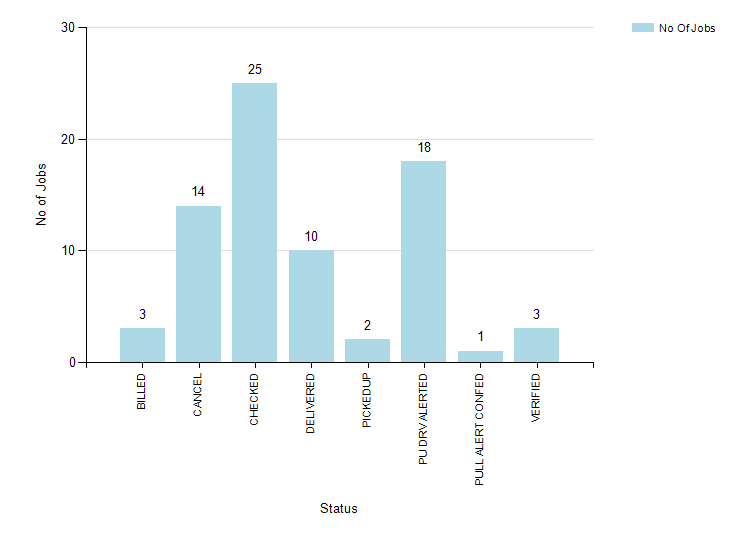 30
No Of Jobs
25
20
18
14
No of Jobs
10
10
3
2
1
3
0
BILLED
CANCEL
CHECKED
DELIVERED
PICKEDUP
PU DRV ALERTED
PULL ALERT CONFED
VERIFIED
Status